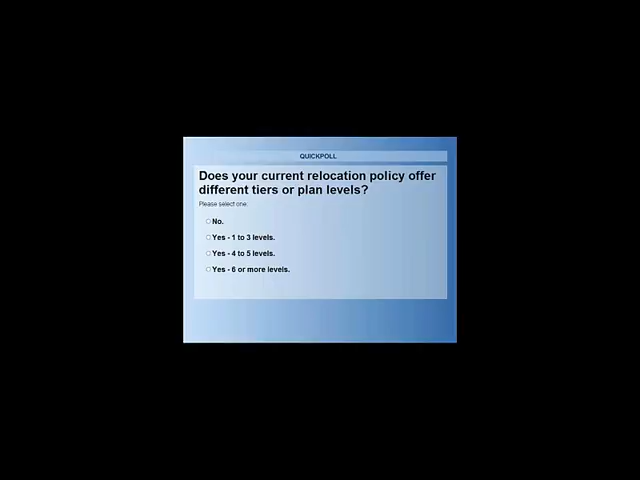 QUICKPOLL
Does your current relocation policy offer
different tiers or plan levels?
Please select one:
No.
Yes - 1 to 3 levels.
Yes - 4 to 5 levels.
Yes - 6 or more levels.